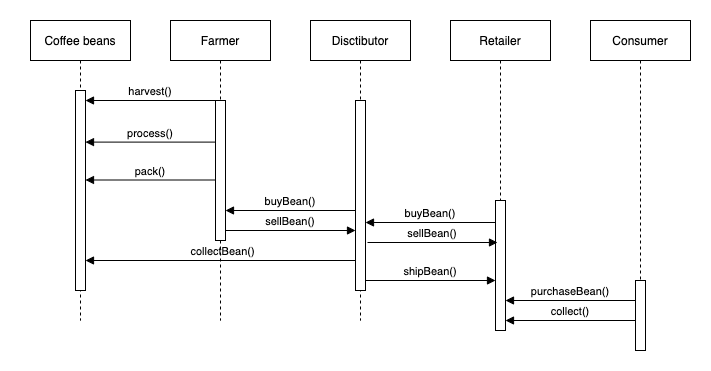 Coffee beans
Farmer
Disctibutor
Retailer
Consumer
harvest()
process()
pack()
buyBean()
sellBean()
buyBean()
sellBean()
collectBean()
shipBean()
purchaseBean()
collect()